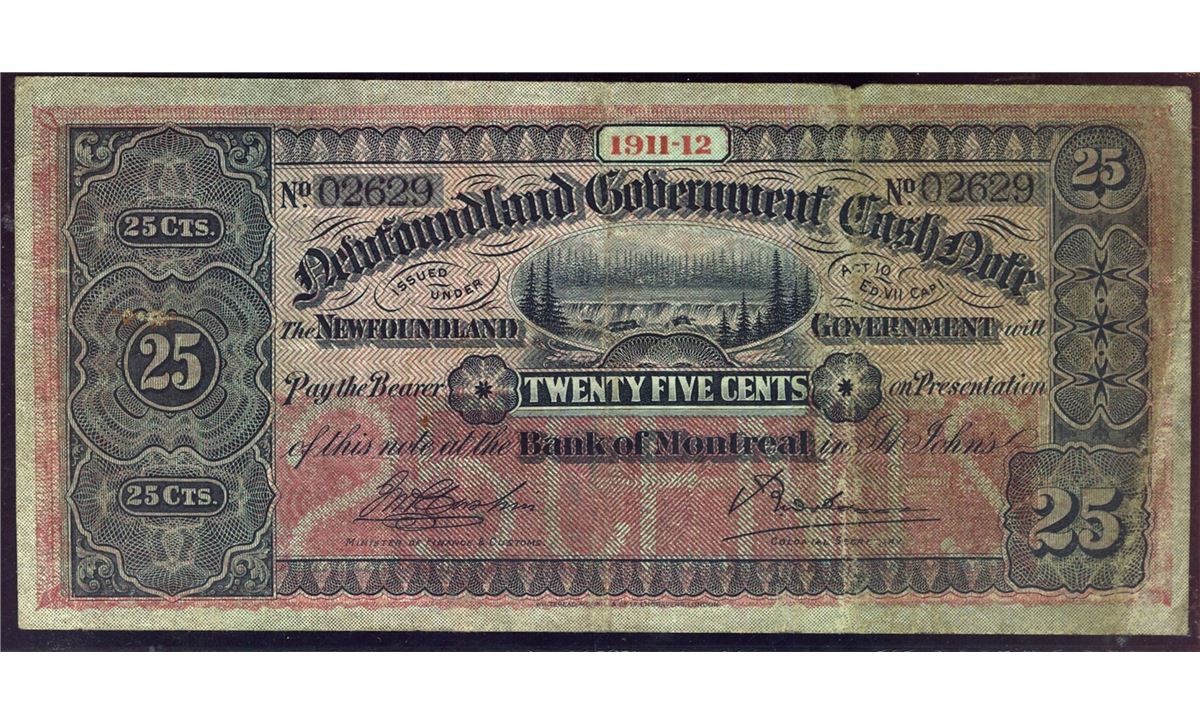 1911-12
25
No 02629
No 02629
Newfoundland Government Cash Note
25 CTS.
ISSUED UNDER
ACT 10 ED. VII CAP 1.
The NEWFOUNDLAND GOVERNMENT will
25
Pay the Bearer TWENTY FIVE CENTS on Presentation
of this note at the Bank of Montreal in St. John's
25 CTS.
25
MINISTER OF FINANCE & CUSTOMS
COLONIAL SECRETARY